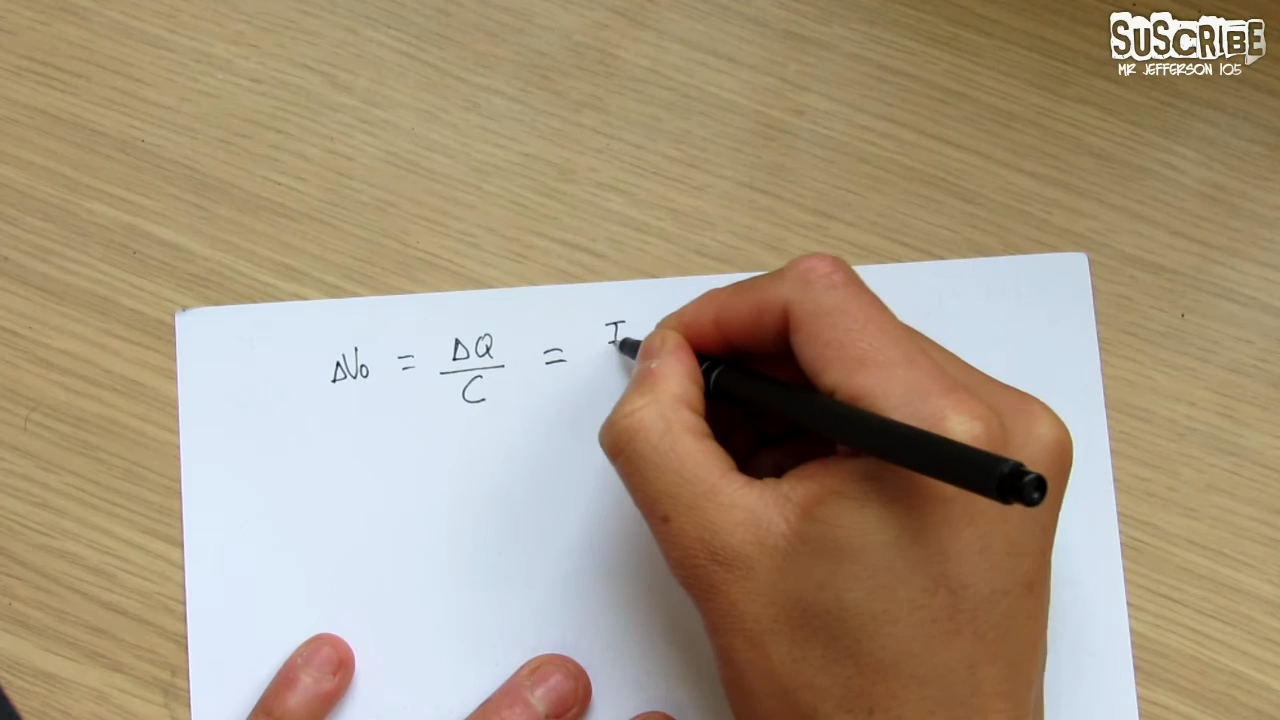 SUSCRIBE
MR JEFFERSON 105
ΔV₀ = ΔQ/C = I